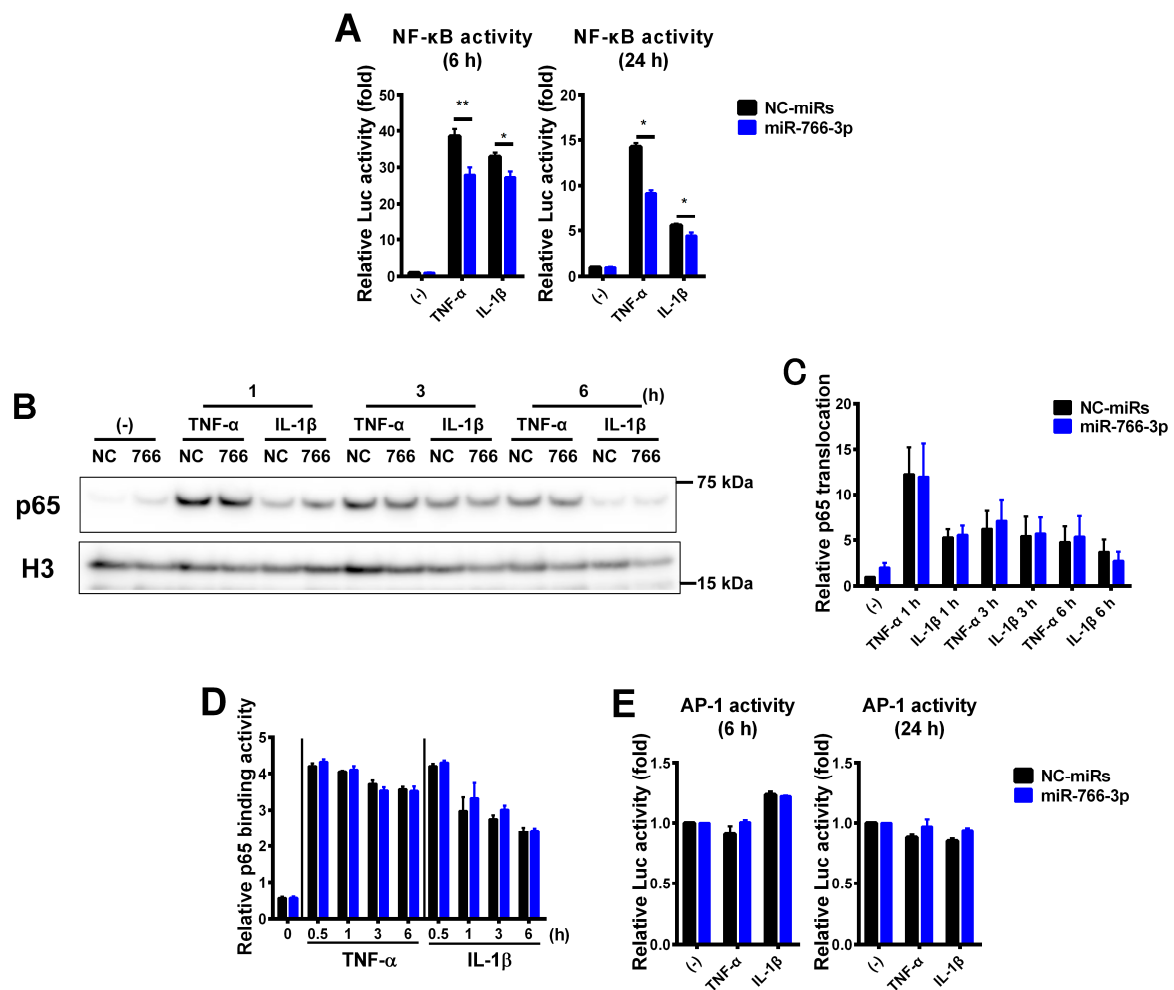 A
NF-κB activity
(6 h)
NF-κB activity
(24 h)
Relative Luc activity (fold)
50
40
30
20
10
0
**
*
(-)
TNF-α
IL-1β
Relative Luc activity (fold)
20
15
10
5
0
*
*
(-)
TNF-α
IL-1β
NC-miRs
miR-766-3p
B
1
3
6
(h)
(-)
TNF-α
IL-1β
TNF-α
IL-1β
TNF-α
IL-1β
NC 766 NC 766 NC 766 NC 766 NC 766 NC 766 NC 766
p65
75 kDa
H3
15 kDa
C
Relative p65 translocation
20
15
10
5
0
NC-miRs
miR-766-3p
(-)
TNF-α 1 h
IL-1β 1 h
TNF-α 3 h
IL-1β 3 h
TNF-α 6 h
IL-1β 6 h
D
Relative p65 binding activity
5
4
3
2
1
0
0 0.5 1 3 6 0.5 1 3 6 (h)
TNF-α
IL-1β
E
AP-1 activity
(6 h)
AP-1 activity
(24 h)
Relative Luc activity (fold)
1.5
1.0
0.5
0.0
(-)
TNF-α
IL-1β
Relative Luc activity (fold)
1.5
1.0
0.5
0.0
(-)
TNF-α
IL-1β
NC-miRs
miR-766-3p